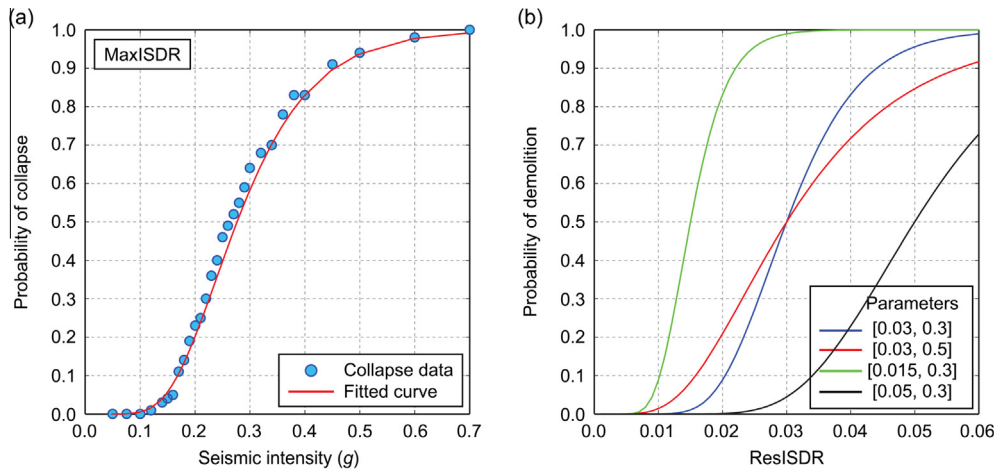 (a)
MaxISDR
Probability of collapse
1.0
0.9
0.8
0.7
0.6
0.5
0.4
0.3
0.2
0.1
0.0
0.0 0.1 0.2 0.3 0.4 0.5 0.6 0.7
Seismic intensity (g)
Collapse data
Fitted curve
(b)
Probability of demolition
1.0
0.9
0.8
0.7
0.6
0.5
0.4
0.3
0.2
0.1
0.0
0.00 0.01 0.02 0.03 0.04 0.05 0.06
ResISDR
Parameters
[0.03, 0.3]
[0.03, 0.5]
[0.015, 0.3]
[0.05, 0.3]